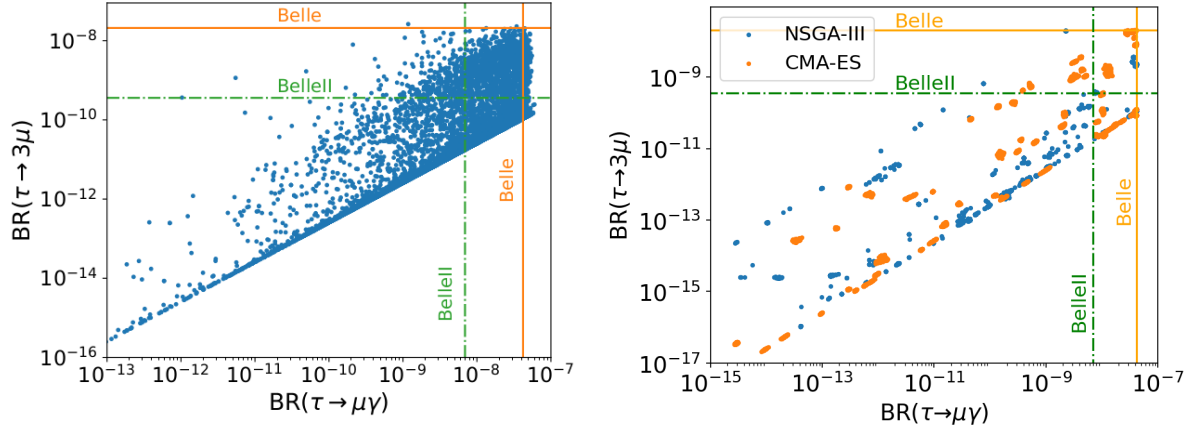 Belle
10⁻⁸
BelleII
10⁻¹⁰
10⁻¹²
10⁻¹⁴
10⁻¹⁶
BR(τ → 3μ)
BelleII
Belle
10⁻¹³
10⁻¹²
10⁻¹¹
10⁻¹⁰
10⁻⁹
10⁻⁸
10⁻⁷
BR(τ → μγ)
NSGA-III
CMA-ES
Belle
BelleII
10⁻⁹
10⁻¹¹
10⁻¹³
10⁻¹⁵
10⁻¹⁷
BR(τ→3μ)
BelleII
Belle
10⁻¹⁵
10⁻¹³
10⁻¹¹
10⁻⁹
10⁻⁷
BR(τ→μγ)